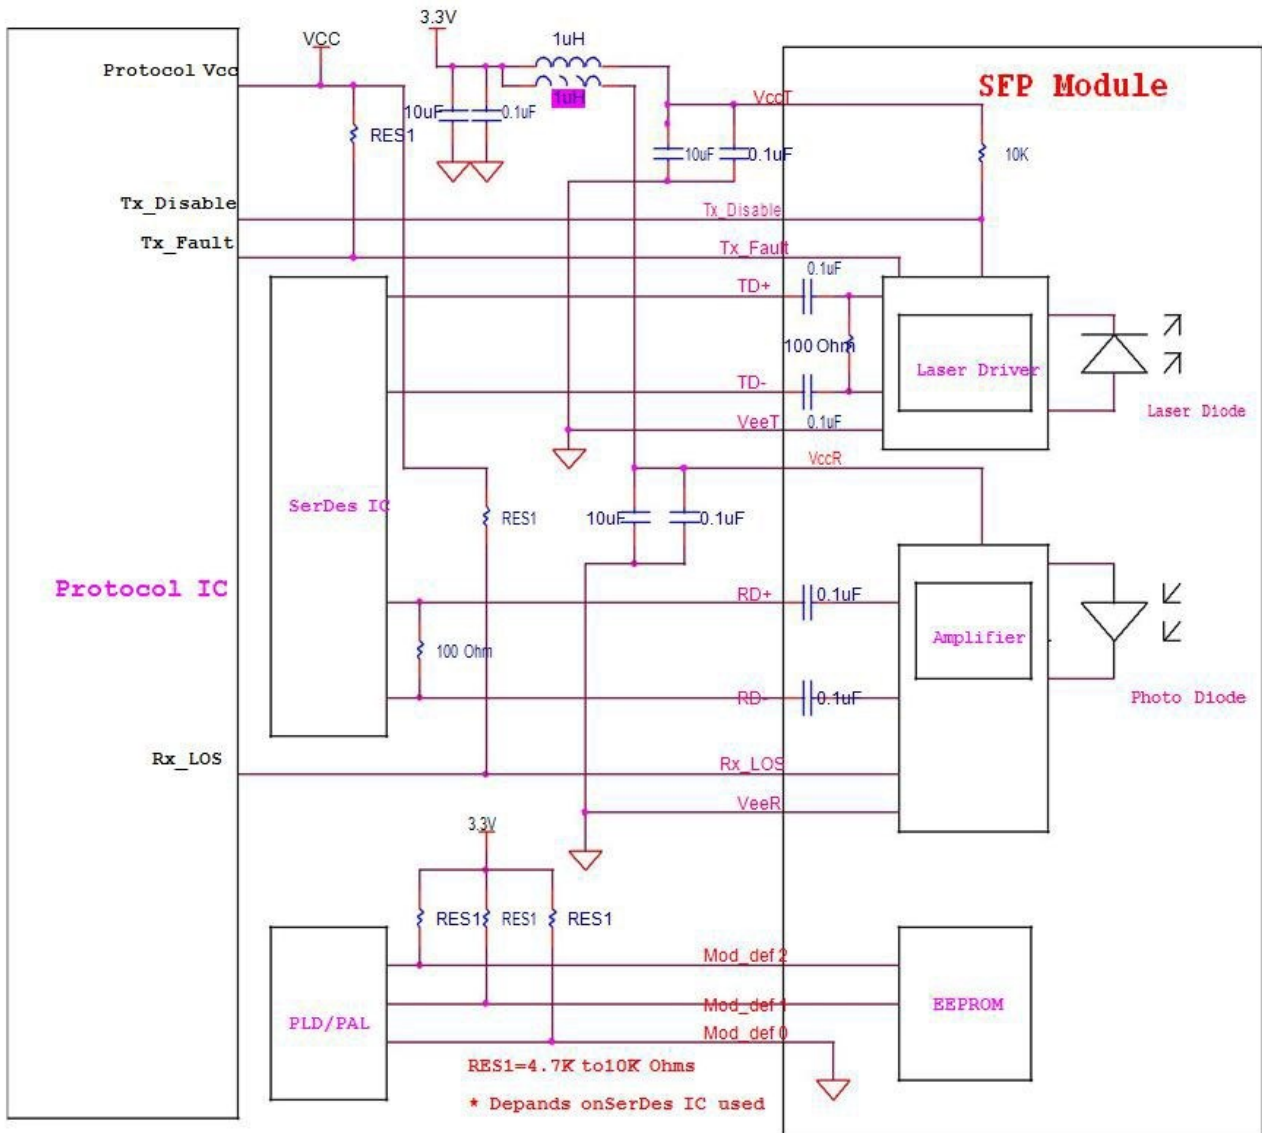 3.3V
VCC
1uH
Protocol Vcc
1uH
SFP Module
VccT
10uF
0.1uF
RES1
10uF
0.1uF
10K
Tx_Disable
Tx_Disable
Tx_Fault
Tx_Fault
0.1uF
TD+
100 Ohm
Laser Driver
TD-
Laser Diode
VeeT
0.1uF
VccR
SerDes IC
RES1
10uF
0.1uF
Protocol IC
RD+
0.1uF
100 Ohm
Amplifier
RD-
0.1uF
Photo Diode
Rx_LOS
Rx_LOS
VeeR
3.3V
RES1
RES1
RES1
Mod_def 2
Mod_def 1
EEPROM
PLD/PAL
Mod_def 0
RES1=4.7K to10K Ohms
* Depands onSerDes IC used